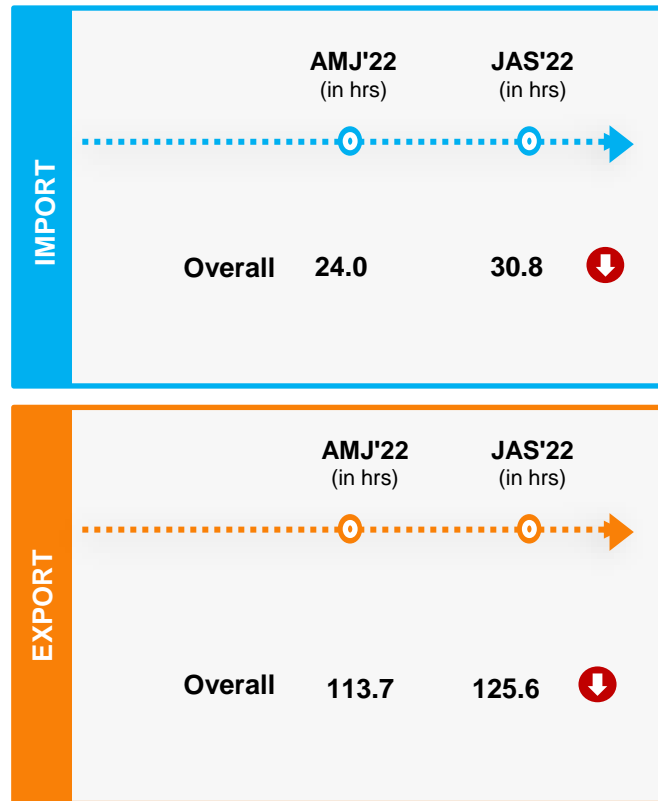 IMPORT
AMJ'22 JAS'22
(in hrs) (in hrs)
Overall 24.0 30.8
EXPORT
AMJ'22 JAS'22
(in hrs) (in hrs)
Overall 113.7 125.6